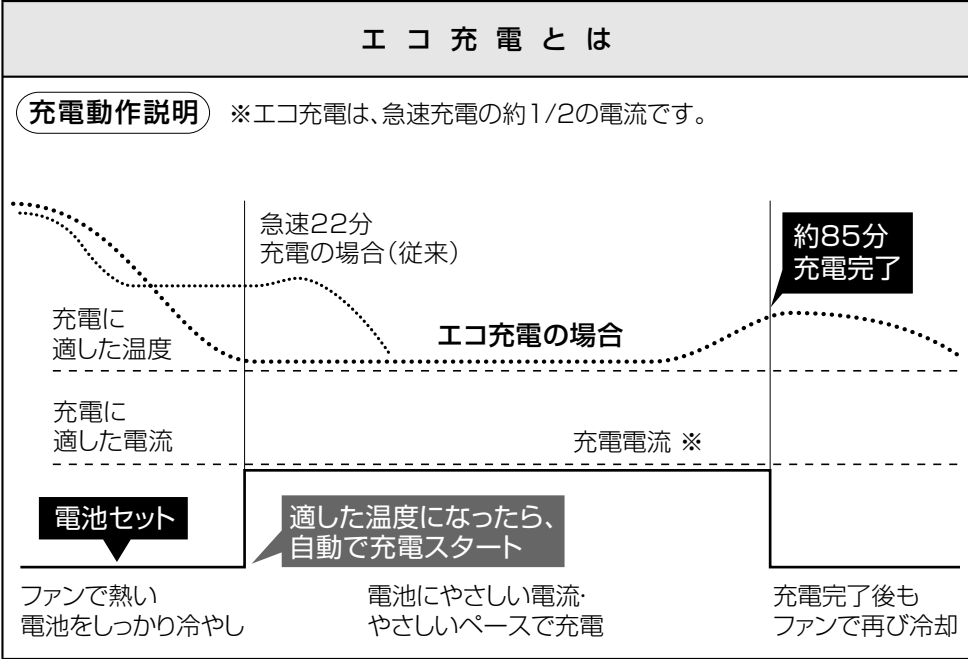 エコ充電とは
充電動作説明 ※エコ充電は、急速充電の約1/2の電流です。
急速22分
充電の場合（従来）
約85分
充電完了
充電に
適した温度
エコ充電の場合
充電に
適した電流
充電電流 ※
電池セット
適した温度になったら、
自動で充電スタート
ファンで熱い
電池をしっかり冷やし
電池にやさしい電流・
やさしいペースで充電
充電完了後も
ファンで再び冷却